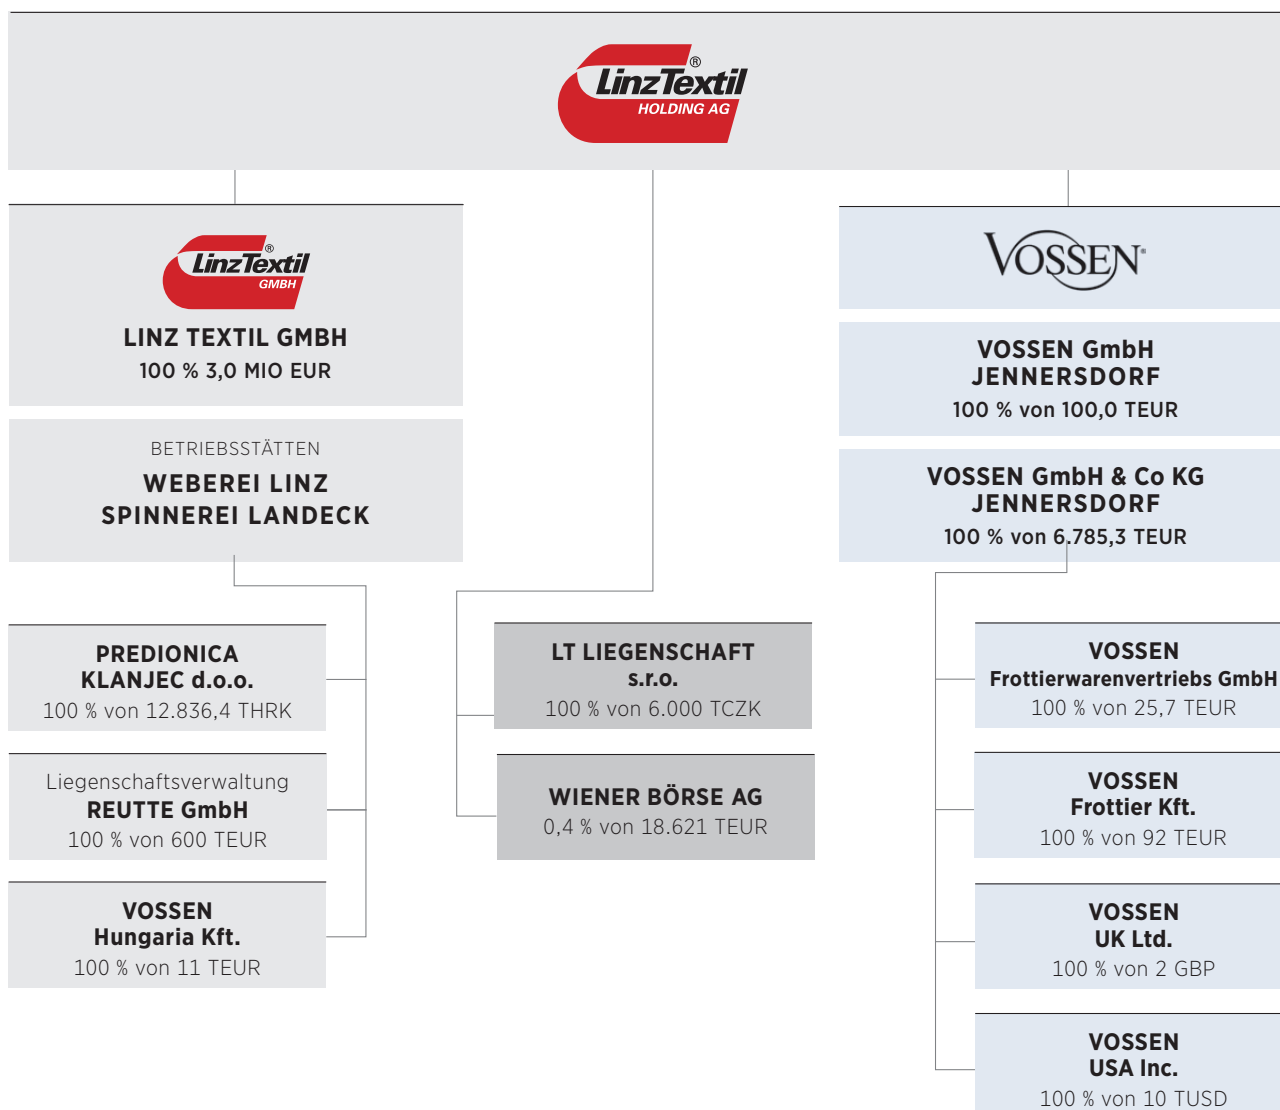 LinzTextil®
HOLDING AG
LinzTextil®
GMBH
LINZ TEXTIL GMBH
100 % 3,0 MIO EUR
BETRIEBSSTÄTTEN
WEBEREI LINZ
SPINNEREI LANDECK
PREDIONICA
KLANJEC d.o.o.
100 % von 12.836,4 THRK
Liegenschaftsverwaltung
REUTTE GmbH
100 % von 600 TEUR
VOSSEN
Hungaria Kft.
100 % von 11 TEUR
LT LIEGENSCHAFT
s.r.o.
100 % von 6.000 TCZK
WIENER BÖRSE AG
0,4 % von 18.621 TEUR
VOSSEN®
VOSSEN GmbH
JENNERSDORF
100 % von 100,0 TEUR
VOSSEN GmbH & Co KG
JENNERSDORF
100 % von 6.785,3 TEUR
VOSSEN
Frottierwarenvertriebs GmbH
100 % von 25,7 TEUR
VOSSEN
Frottier Kft.
100 % von 92 TEUR
VOSSEN
UK Ltd.
100 % von 2 GBP
VOSSEN
USA Inc.
100 % von 10 TUSD